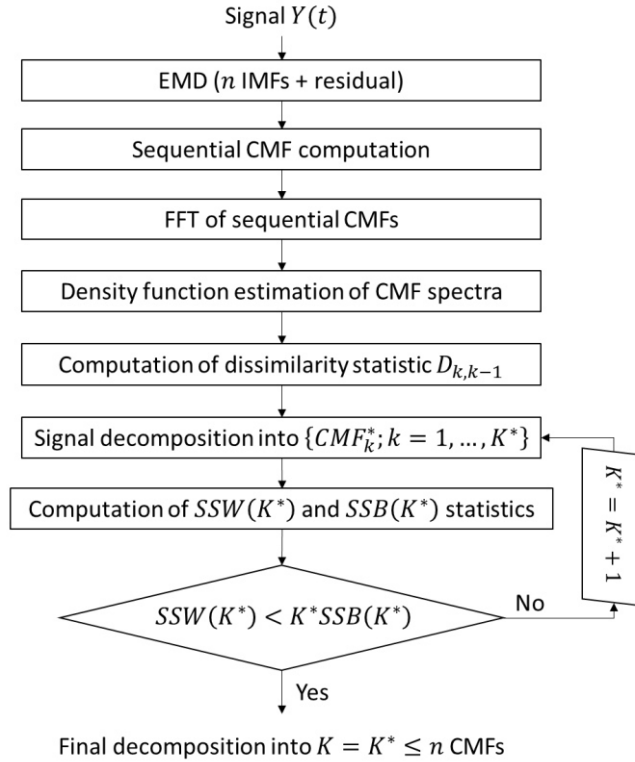 Signal Y(t)
EMD (n IMFs + residual)
Sequential CMF computation
FFT of sequential CMFs
Density function estimation of CMF spectra
Computation of dissimilarity statistic D_{k,k−1}
Signal decomposition into {CMF_k^*; k = 1, …, K^*}
Computation of SSW(K^*) and SSB(K^*) statistics
K^* = K^* + 1
SSW(K^*) < K^*SSB(K^*)
No
Yes
Final decomposition into K = K^* ≤ n CMFs